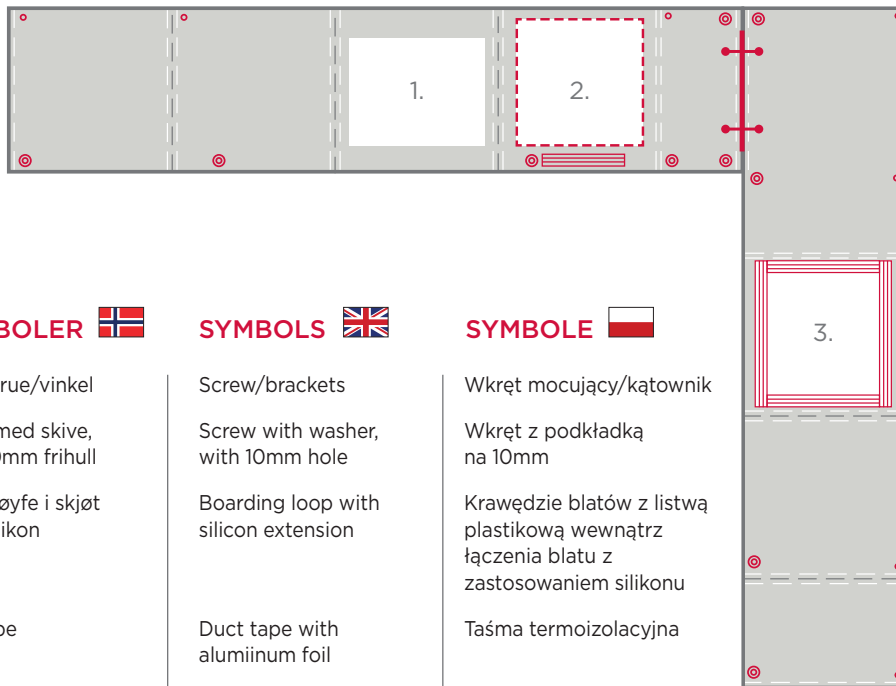 1.
2.
3.
BOLER
rue/vinkel
med skive,
mm frihull
øyfe i skjøt
ikon
pe
SYMBOLS
Screw/brackets
Screw with washer,
with 10mm hole
Boarding loop with
silicon extension
Duct tape with
alumiinum foil
SYMBOLE
Wkręt mocujący/kątownik
Wkręt z podkładką
na 10mm
Krawędzie blatów z listwą
plastikową wewnątrz
łączenia blatu z
zastosowaniem silikonu
Taśma termoizolacyjna